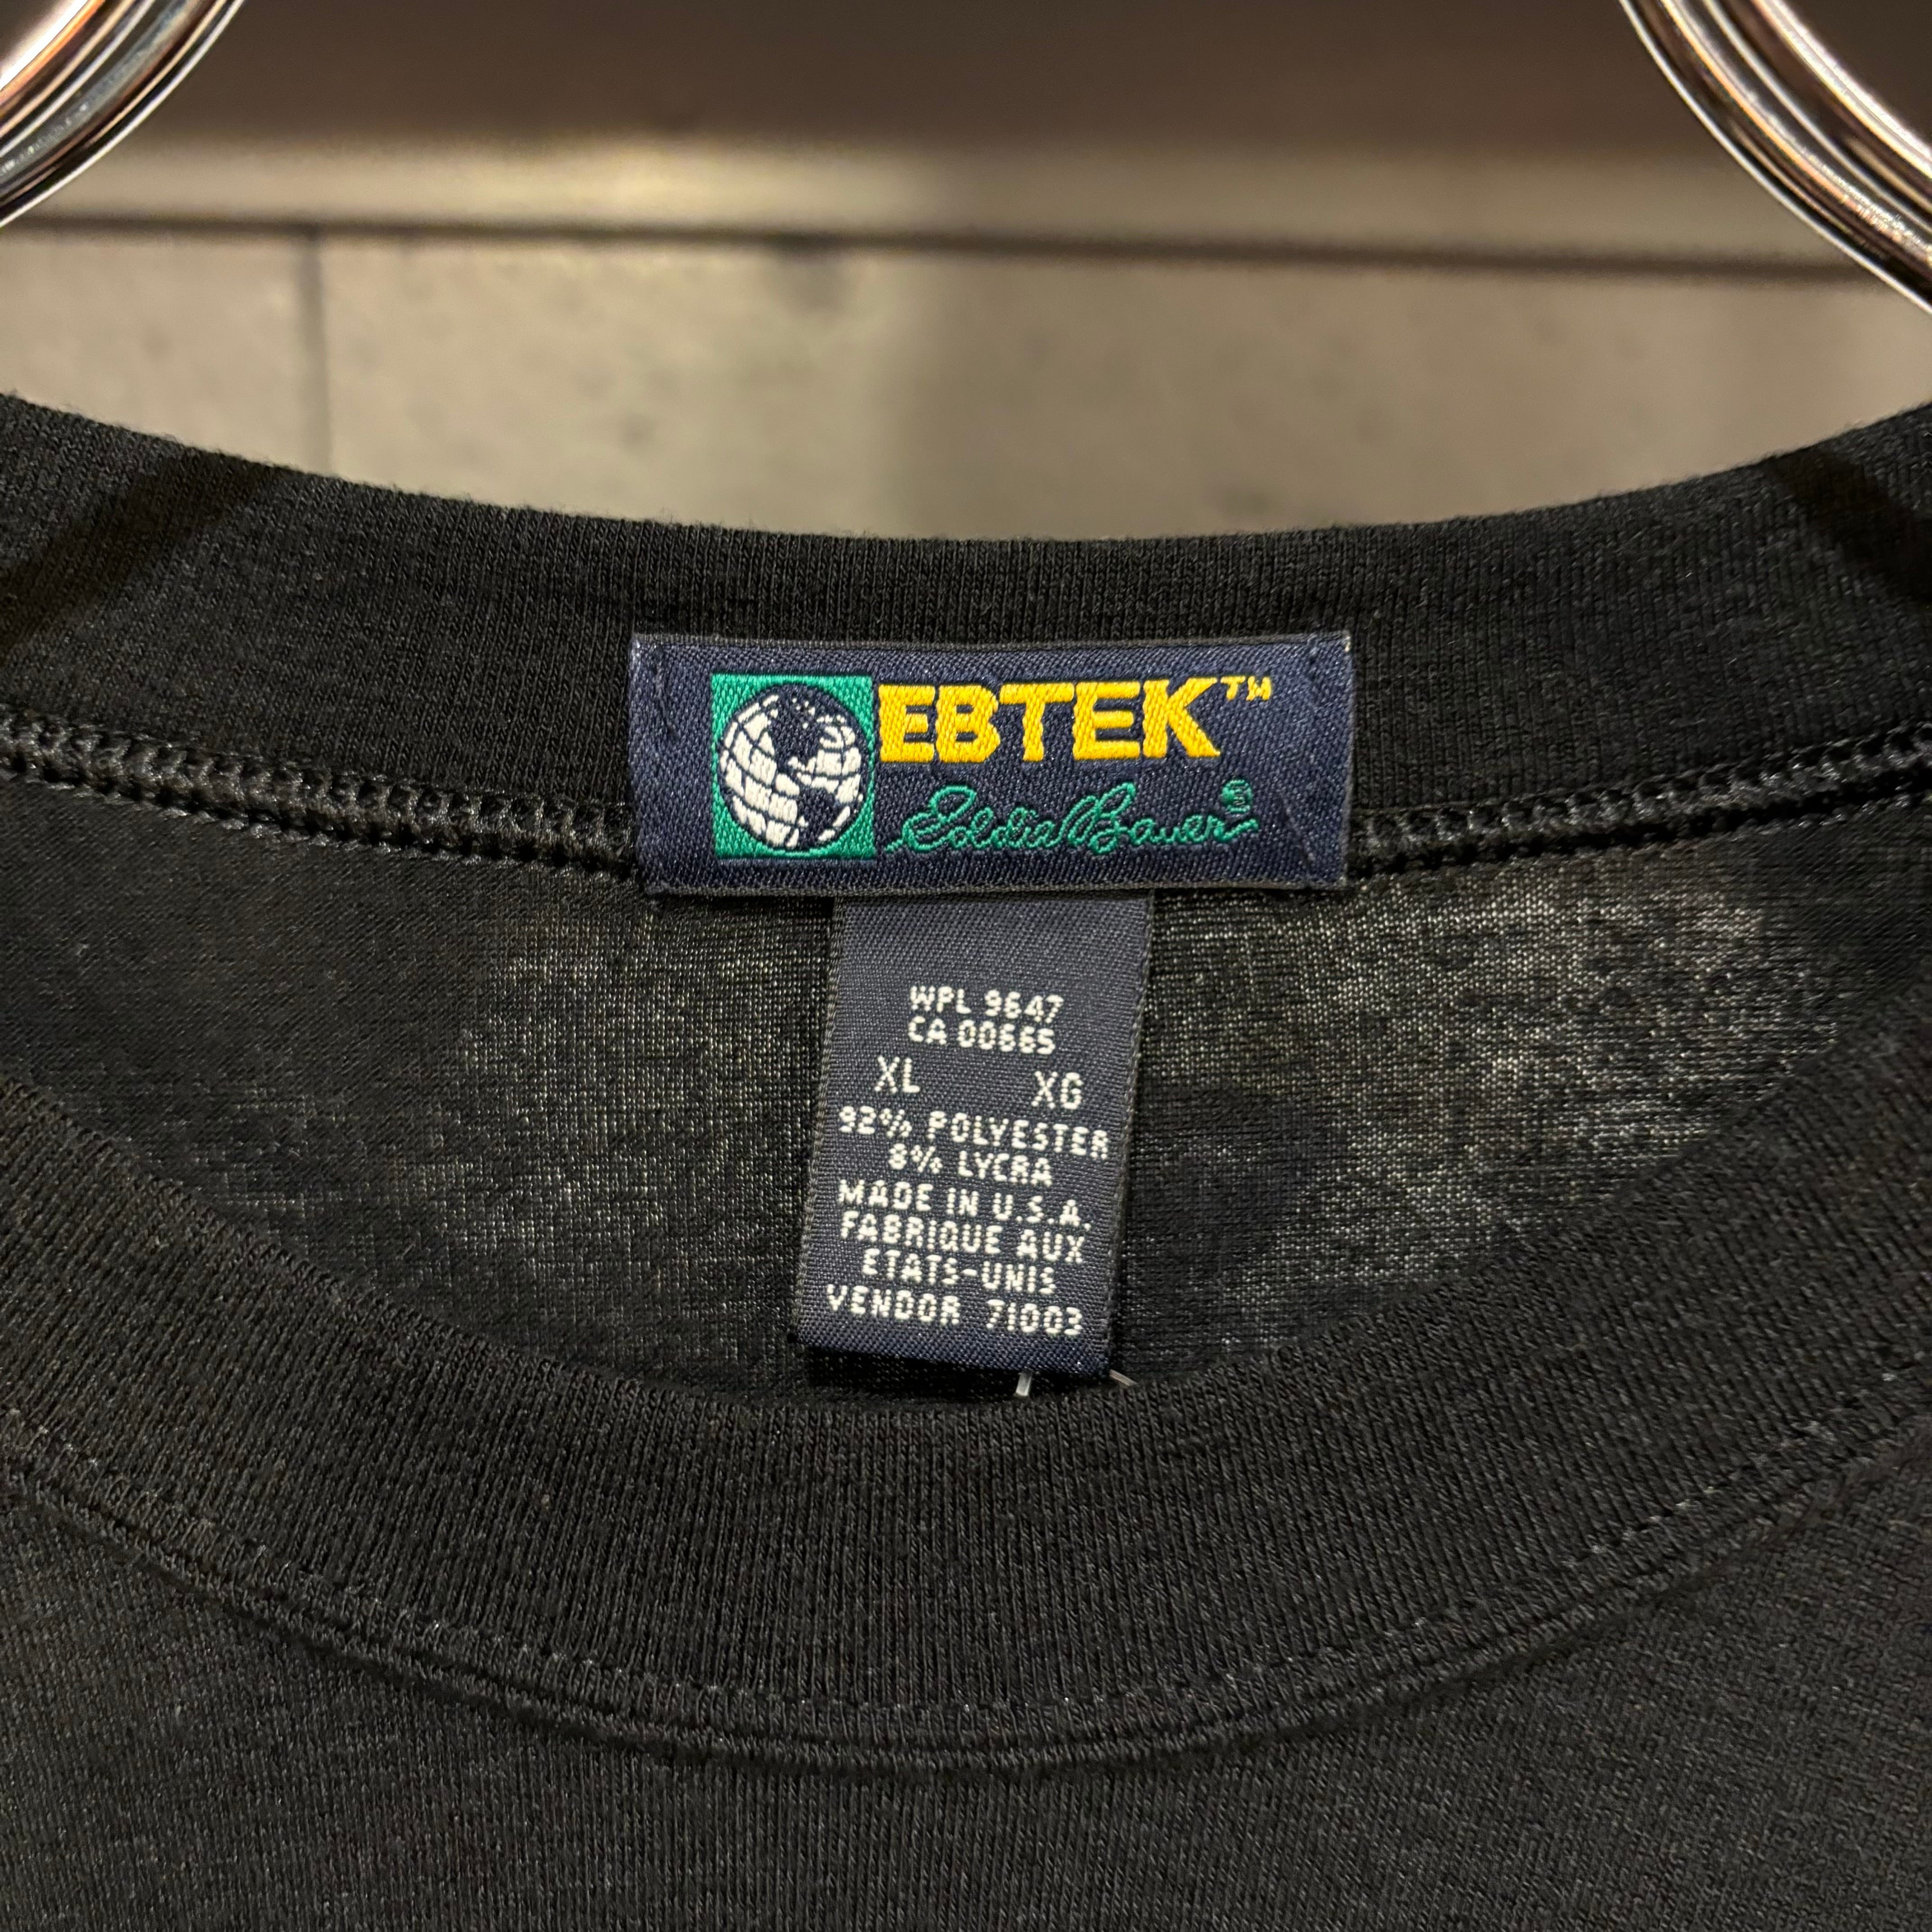 EBTEK™
Eddie Bauer®
WPL 9647
CA 00665
XL XG
92% POLYESTER
8% LYCRA
MADE IN U.S.A.
FABRIQUE AUX
ETATS-UNIS
VENDOR 71003